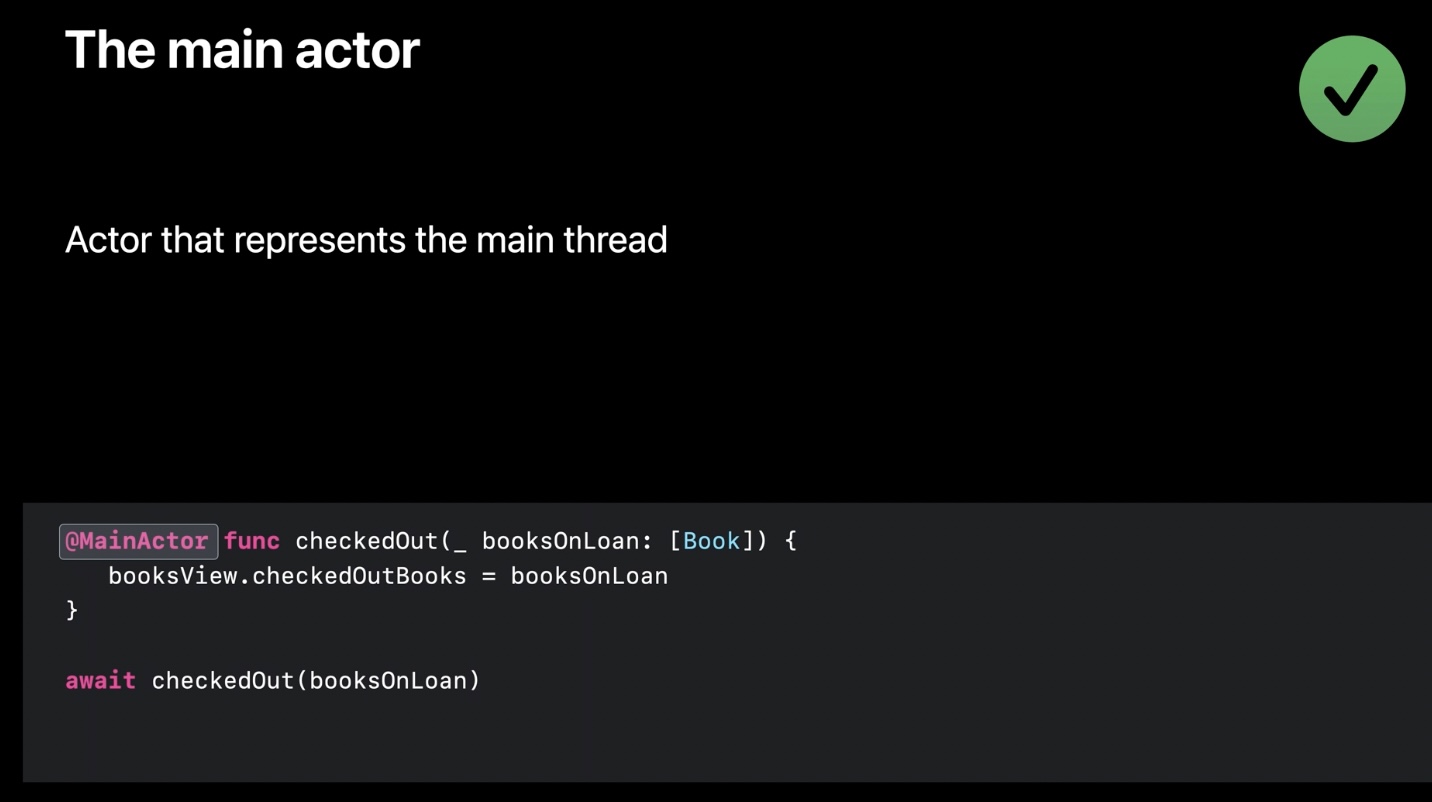 The main actor
Actor that represents the main thread
@MainActor func checkedOut(_ booksOnLoan: [Book]) {
booksView.checkedOutBooks = booksOnLoan
}
await checkedOut(booksOnLoan)